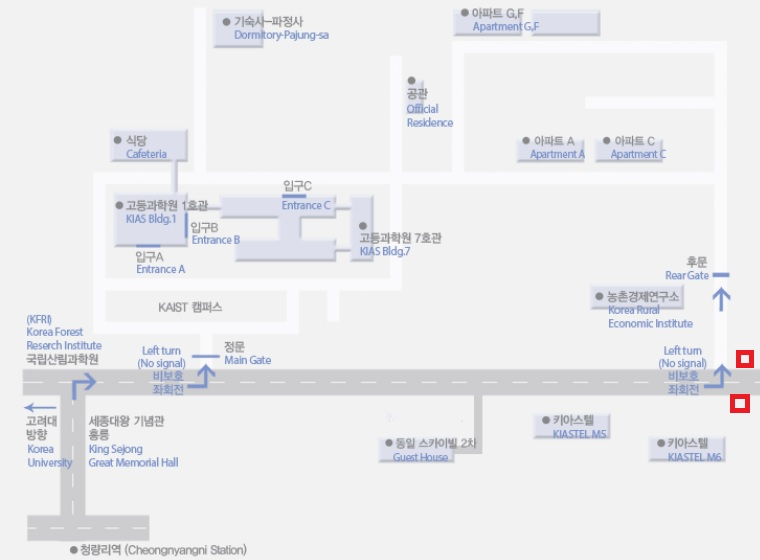 기숙사-파정사
Dormitory-Pajung-sa
아파트 G,F
Apartment G,F
공관
Official
Residence
식당
Cafeteria
아파트 A
Apartment A
아파트 C
Apartment C
고등과학원 1호관
KIAS Bldg.1
입구C
Entrance C
입구B
Entrance B
입구A
Entrance A
고등과학원 7호관
KIAS Bldg.7
후문
Rear Gate
KAIST 캠퍼스
농촌경제연구소
Korea Rural
Economic Institute
(KFRI)
Korea Forest
Reserch Institute
국립산림과학원
Left turn
(No signal)
비보호
좌회전
정문
Main Gate
Left turn
(No signal)
비보호
좌회전
고려대
방향
Korea
University
세종대왕 기념관
홍릉
King Sejong
Great Memorial Hall
동일 스카이빌 2차
Guest House
키아스텔
KIASTEL M5
키아스텔
KIASTEL M6
청량리역 (Cheongnyangni Station)